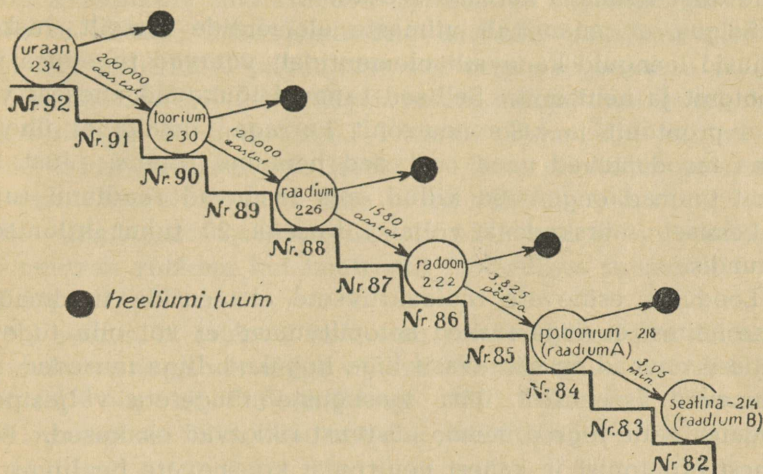 uraan
234
200000
aastat
Nr 92
Nr. 91
toorium
230
120000
aastat
Nr. 90
Nr 89
raadium
226
1580
aastat
Nr. 88
Nr. 87
radoon
222
3,825
päeva
Nr. 86
heeliumi tuum
Nr. 85
poloonium - 218
(raadium A)
3,05
min.
Nr. 84
Nr. 83
seatina - 214
(raadium B)
Nr 82